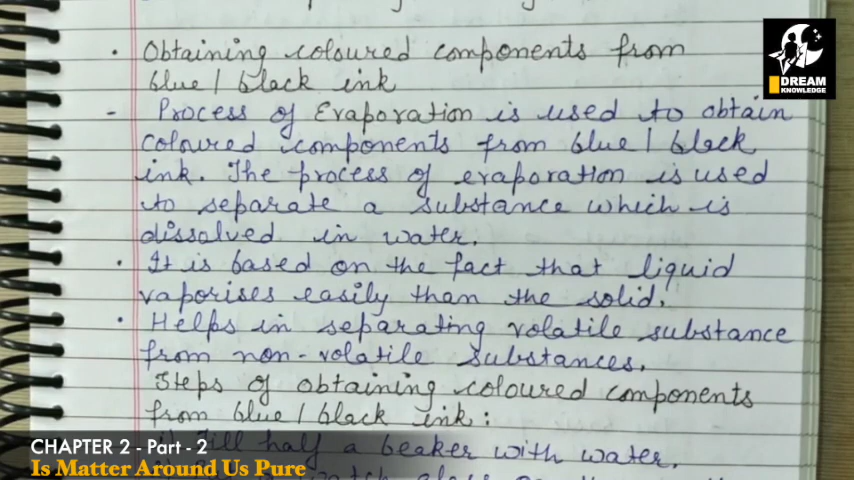 • Obtaining coloured components from
blue/black ink
- Process of Evaporation is used to obtain
coloured components from blue/black
ink. The process of evaporation is used
to separate a substance which is
dissolved in water.
• It is based on the fact that liquid
vaporises easily than the solid.
• Helps in separating volatile substance
from non-volatile substances.
Steps of obtaining coloured components
from blue/black ink:
fill half a beaker with water.
DREAM
KNOWLEDGE
CHAPTER 2 - Part - 2
Is Matter Around Us Pure